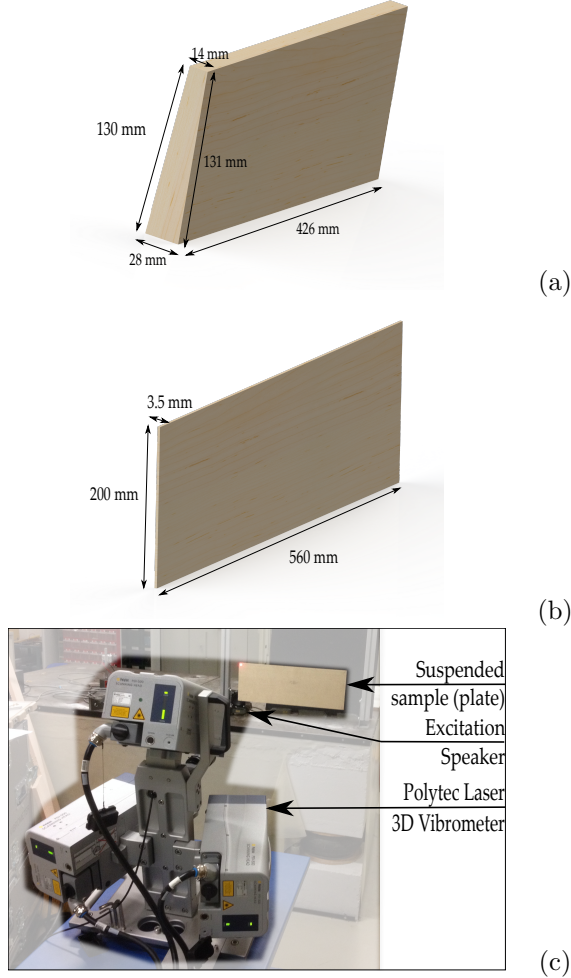 14 mm
130 mm
131 mm
426 mm
28 mm
(a)
3.5 mm
200 mm
560 mm
(b)
Suspended
sample (plate)
Excitation
Speaker
Polytec Laser
3D Vibrometer
(c)